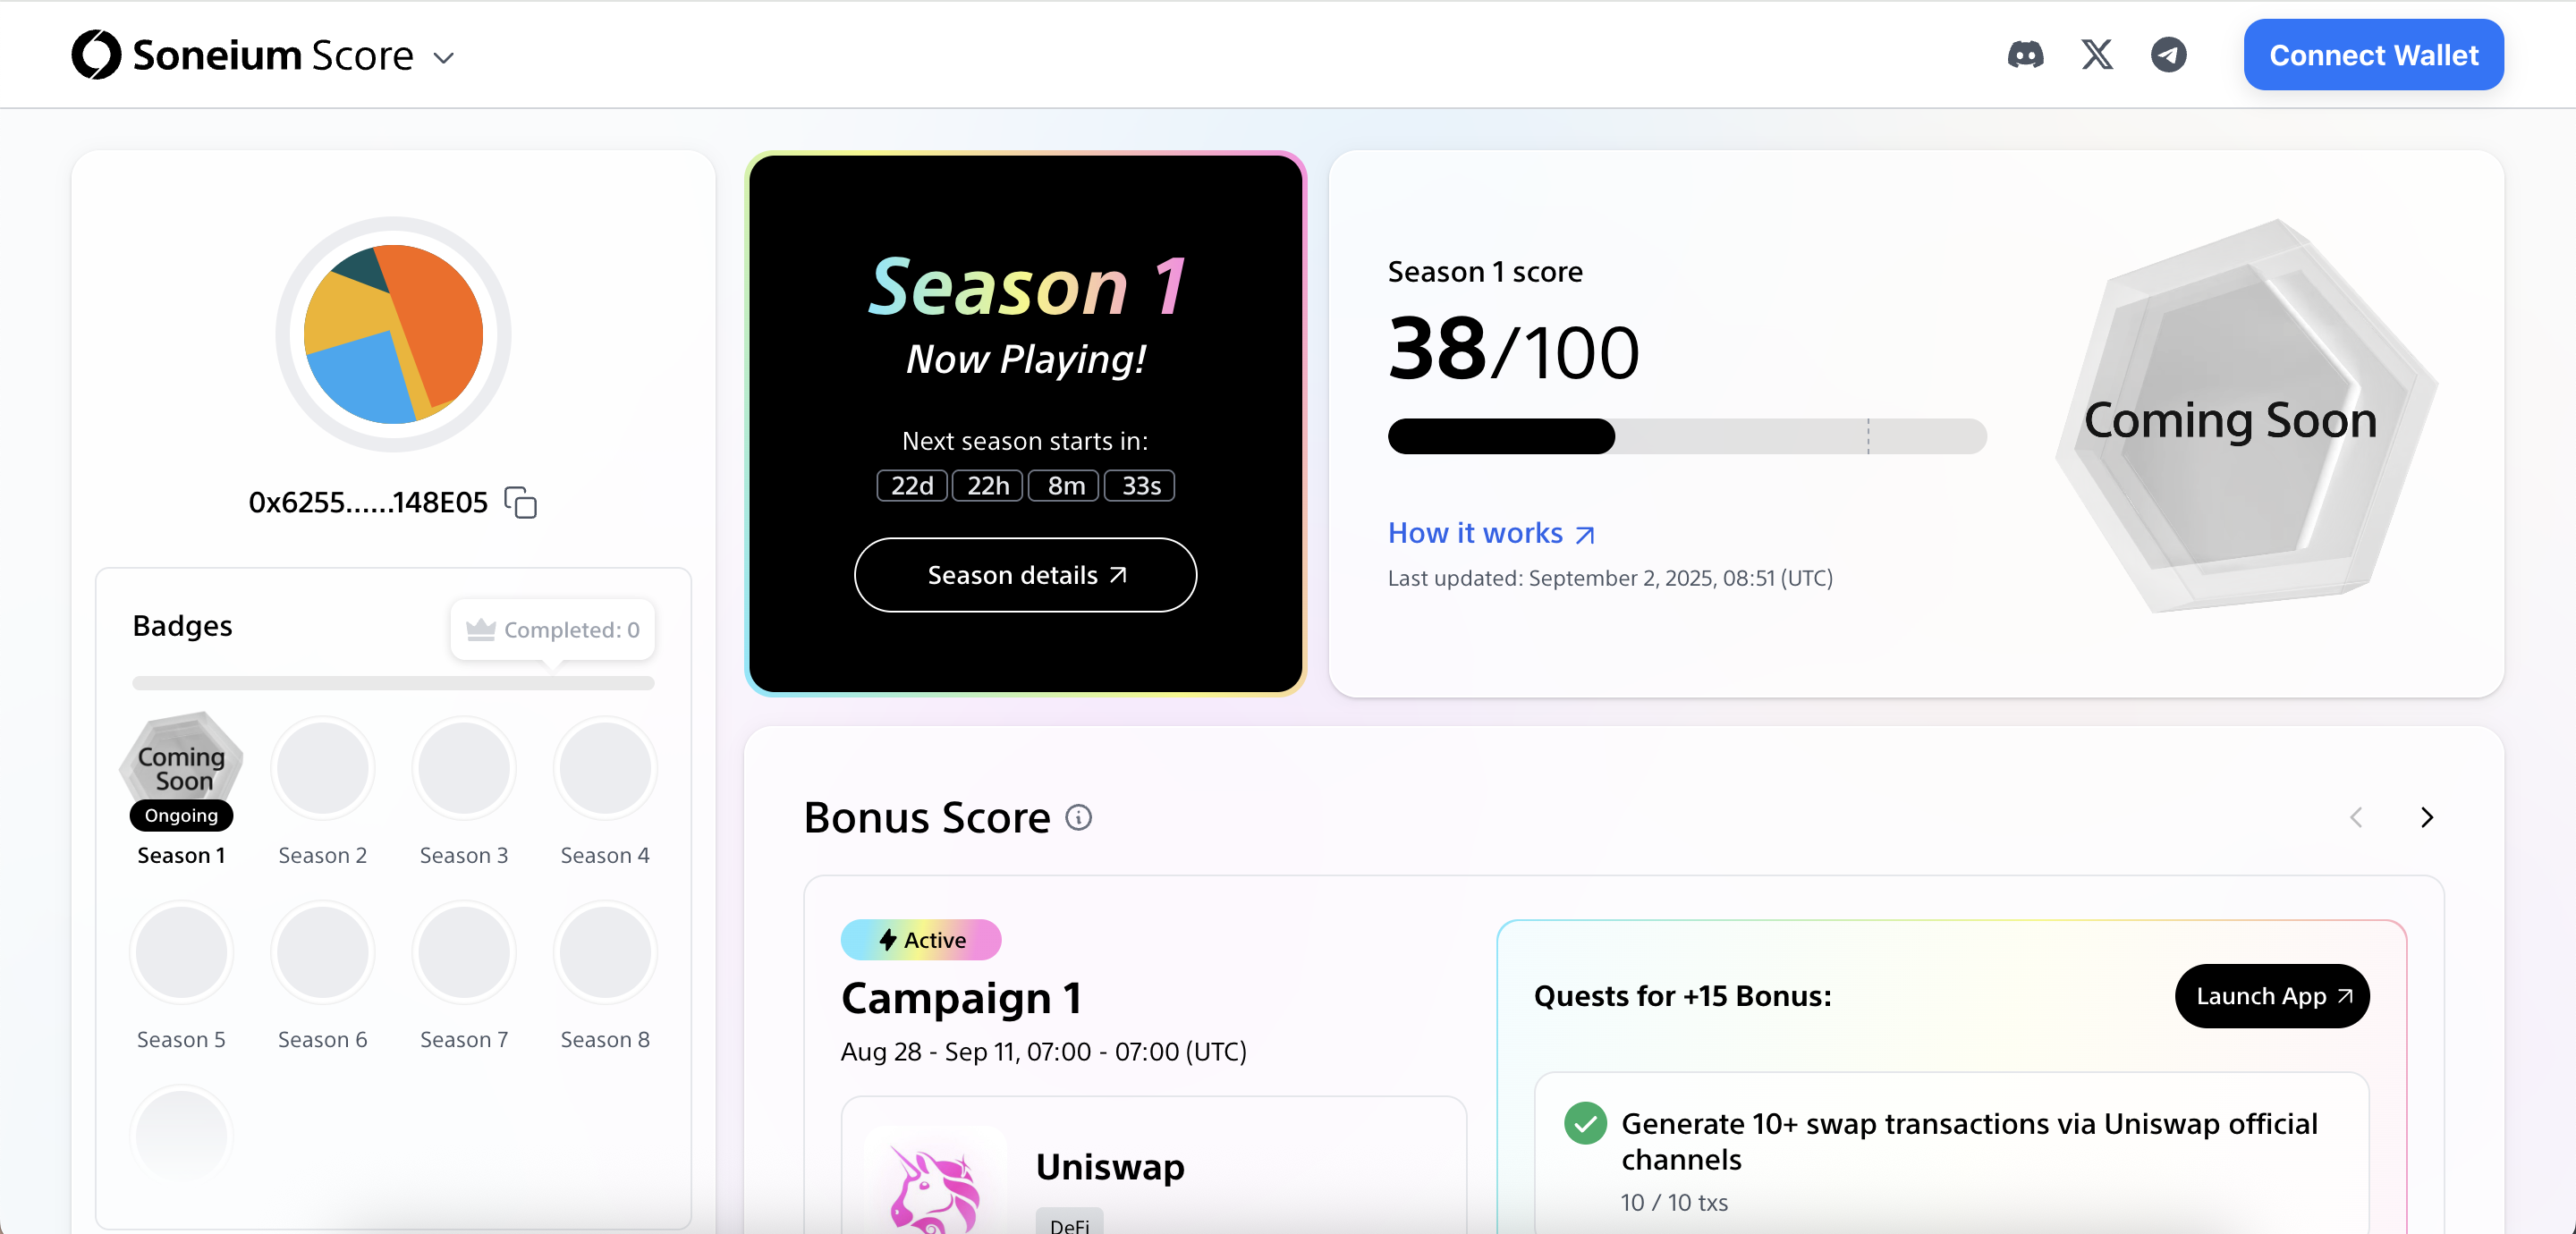 Soneium Score
Connect Wallet
0x6255......148E05
Badges
Completed: 0
Coming
Soon
Ongoing
Season 1
Season 2
Season 3
Season 4
Season 5
Season 6
Season 7
Season 8
Season 1
Now Playing!
Next season starts in:
22d 22h 8m 33s
Season details
Season 1 score
38/100
How it works
Last updated: September 2, 2025, 08:51 (UTC)
Coming Soon
Bonus Score
Active
Campaign 1
Aug 28 - Sep 11, 07:00 - 07:00 (UTC)
Uniswap
DeFi
Quests for +15 Bonus:
Launch App
Generate 10+ swap transactions via Uniswap official
channels
10 / 10 txs